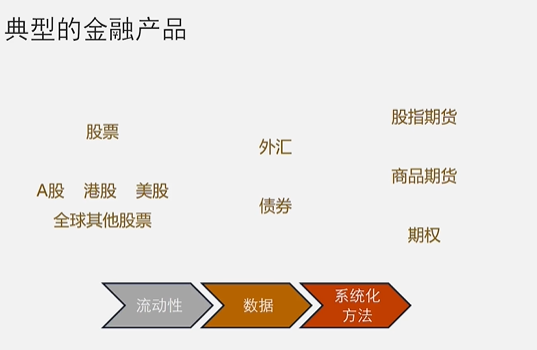 典型的金融产品
股票
A股 港股 美股
全球其他股票
外汇
债券
股指期货
商品期货
期权
流动性
数据
系统化
方法